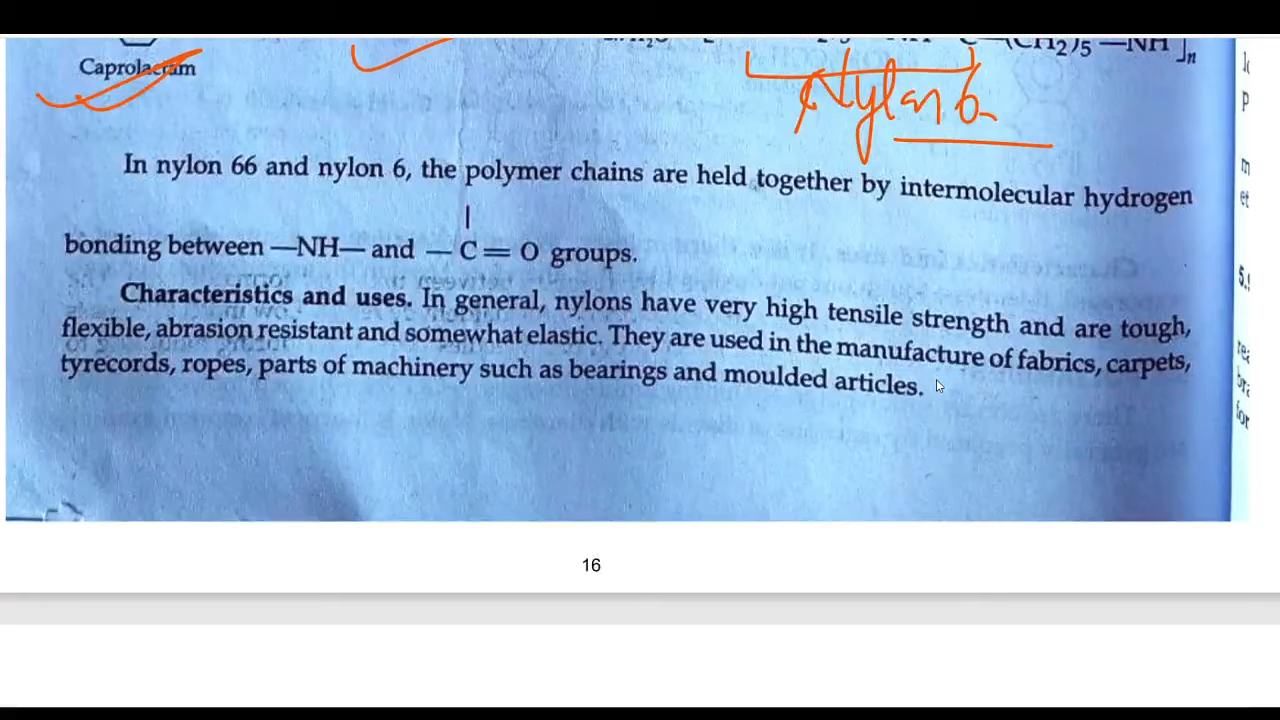 (CH2)5 —NH ]n
Caprolactam
Nylon 6
In nylon 66 and nylon 6, the polymer chains are held together by intermolecular hydrogen
|
bonding between —NH— and — C = O groups.
Characteristics and uses. In general, nylons have very high tensile strength and are tough,
flexible, abrasion resistant and somewhat elastic. They are used in the manufacture of fabrics, carpets,
tyrecords, ropes, parts of machinery such as bearings and moulded articles.
5.
16